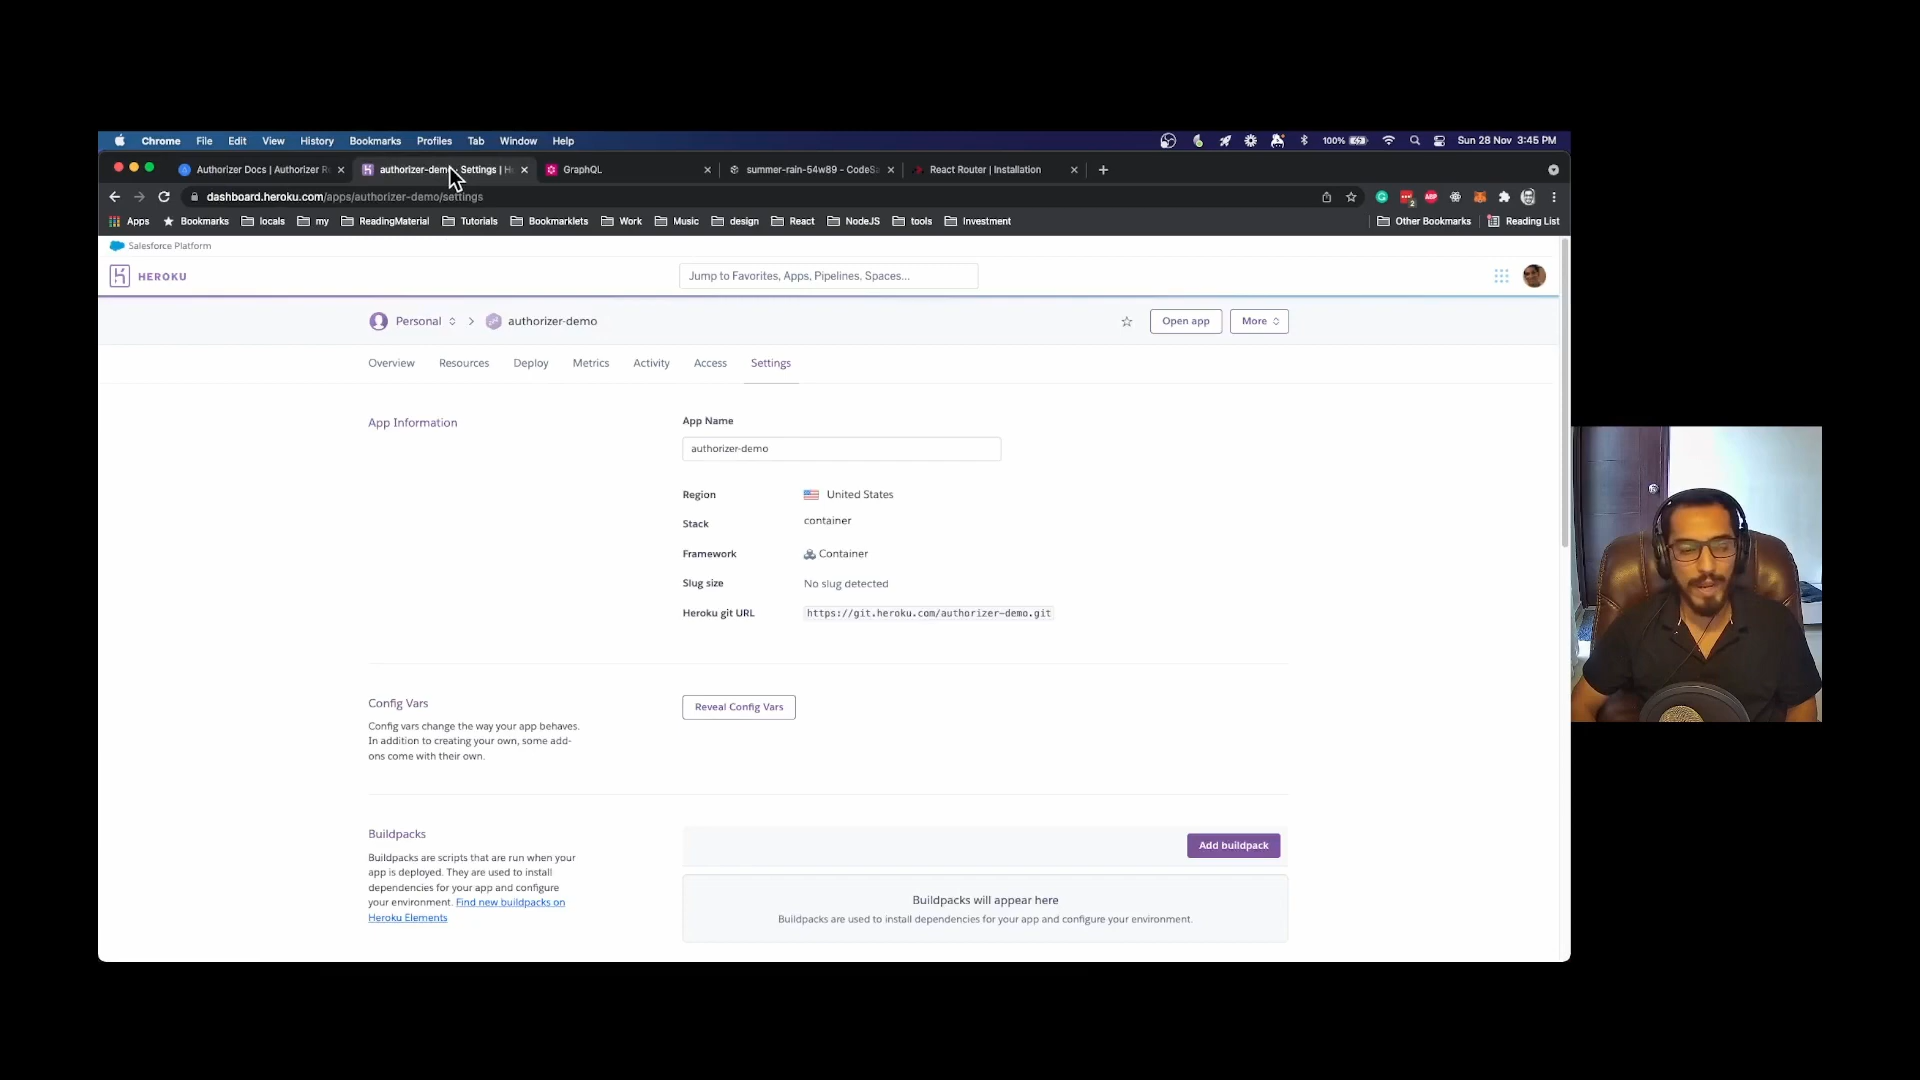 Chrome File Edit View History Bookmarks Profiles Tab Window Help 100% Sun 28 Nov 3:45 PM
Authorizer Docs | Authorizer authorizer-dem Settings | GraphQL summer-rain-54w89 - CodeSa React Router | Installation
dashboard.heroku.com/apps/authorizer-demo/settings
Apps Bookmarks locals my ReadingMaterial Tutorials Bookmarklets Work Music design React NodeJS tools Investment Other Bookmarks Reading List
Salesforce Platform
HEROKU Jump to Favorites, Apps, Pipelines, Spaces...
Personal authorizer-demo Open app More
Overview Resources Deploy Metrics Activity Access Settings
App Information
App Name
authorizer-demo
Region United States
Stack container
Framework Container
Slug size No slug detected
Heroku git URL https://git.heroku.com/authorizer-demo.git
Config Vars
Config vars change the way your app behaves.
In addition to creating your own, some add-
ons come with their own.
Reveal Config Vars
Buildpacks
Buildpacks are scripts that are run when your
app is deployed. They are used to install
dependencies for your app and configure
your environment. Find new buildpacks on
Heroku Elements
Add buildpack
Buildpacks will appear here
Buildpacks are used to install dependencies for your app and configure your environment.